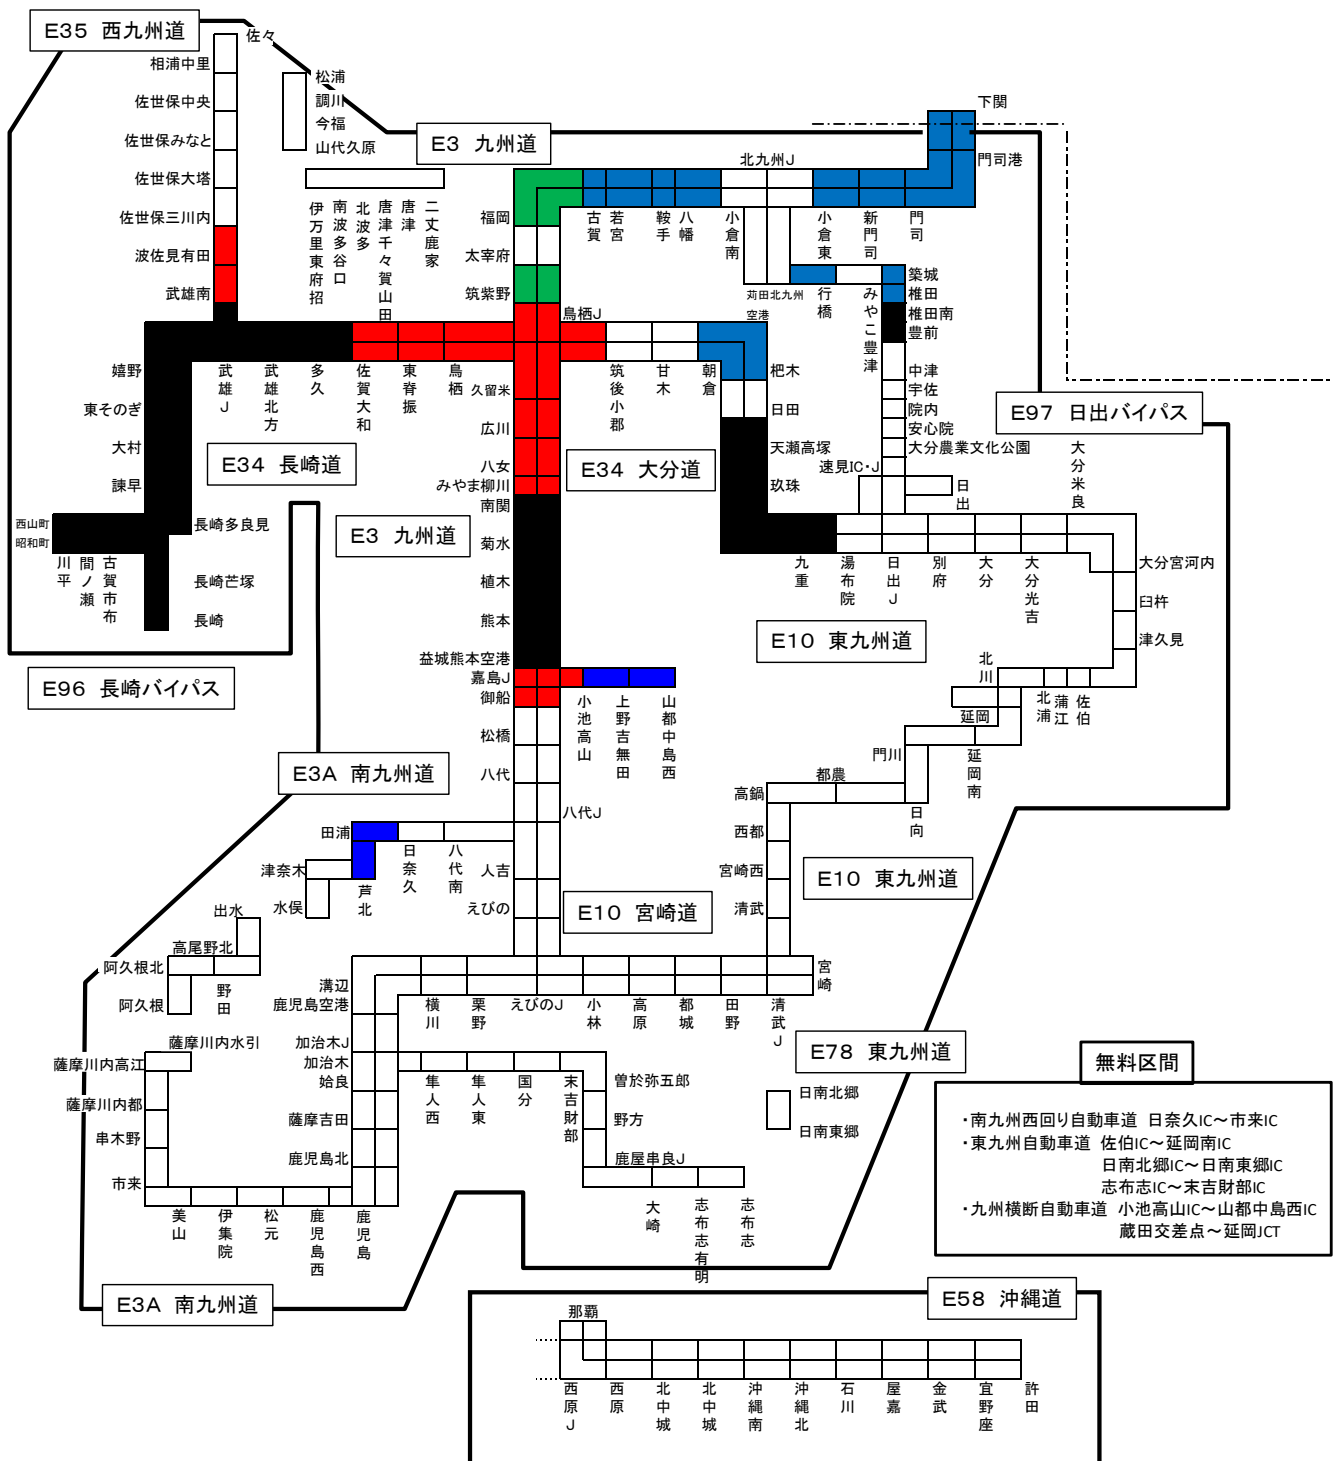 E35 西九州道
佐々
相浦中里
佐世保中央
佐世保みなと
佐世保大塔
佐世保三川内
波佐見有田
武雄南
松浦
調川
今福
山代久原
E3 九州道
伊万里東府招
南波多谷口
北波多
唐津千々賀山田
唐津
二丈鹿家
福岡
太宰府
筑紫野
古賀
若宮
鞍手
八幡
小倉南
北九州J
小倉東
新門司
門司
下関
門司港
苅田北九州
空港
行橋
みやこ豊津
築城
椎田
椎田南
豊前
中津
宇佐
院内
安心院
大分農業文化公園
速見IC・J
日出
大分米良
E97 日出バイパス
鳥栖J
嬉野
東そのぎ
大村
諫早
武雄J
武雄北方
多久
佐賀大和
東脊振
鳥栖
久留米
広川
八女
みやま柳川
南関
菊水
植木
熊本
益城熊本空港
嘉島J
御船
松橋
八代
筑後小郡
甘木
朝倉
杷木
日田
天瀬高塚
玖珠
E34 長崎道
E34 大分道
E3 九州道
西山町
昭和町
川平
間ノ瀬
古賀市布
長崎多良見
長崎芒塚
長崎
九重
湯布院
日出J
別府
大分
大分光吉
大分宮河内
臼杵
津久見
E10 東九州道
E96 長崎バイパス
小池高山
上野吉無田
山都中島西
北川
北浦
蒲江
佐伯
延岡
延岡南
門川
日向
都農
高鍋
西都
宮崎西
清武
E3A 南九州道
八代J
田浦
津奈木
水俣
芦北
日奈久
八代南
人吉
えびの
E10 東九州道
E10 宮崎道
出水
高尾野北
阿久根北
阿久根
野田
溝辺
鹿児島空港
横川
栗野
えびのJ
小林
高原
都城
田野
清武J
宮崎
加治木J
加治木
姶良
薩摩吉田
鹿児島北
薩摩川内水引
薩摩川内高江
薩摩川内都
串木野
市来
美山
伊集院
松元
鹿児島西
鹿児島
隼人西
隼人東
国分
末吉財部
曽於弥五郎
野方
鹿屋串良J
大崎
志布志有明
志布志
E78 東九州道
日南北郷
日南東郷
無料区間
・南九州西回り自動車道 日奈久IC～市来IC
・東九州自動車道 佐伯IC～延岡南IC
日南北郷IC～日南東郷IC
志布志IC～末吉財部IC
・九州横断自動車道 小池高山IC～山都中島西IC
蔵田交差点～延岡JCT
E3A 南九州道
E58 沖縄道
那覇
西原J
西原
北中城
北中城
沖縄南
沖縄北
石川
屋嘉
金武
宜野座
許田